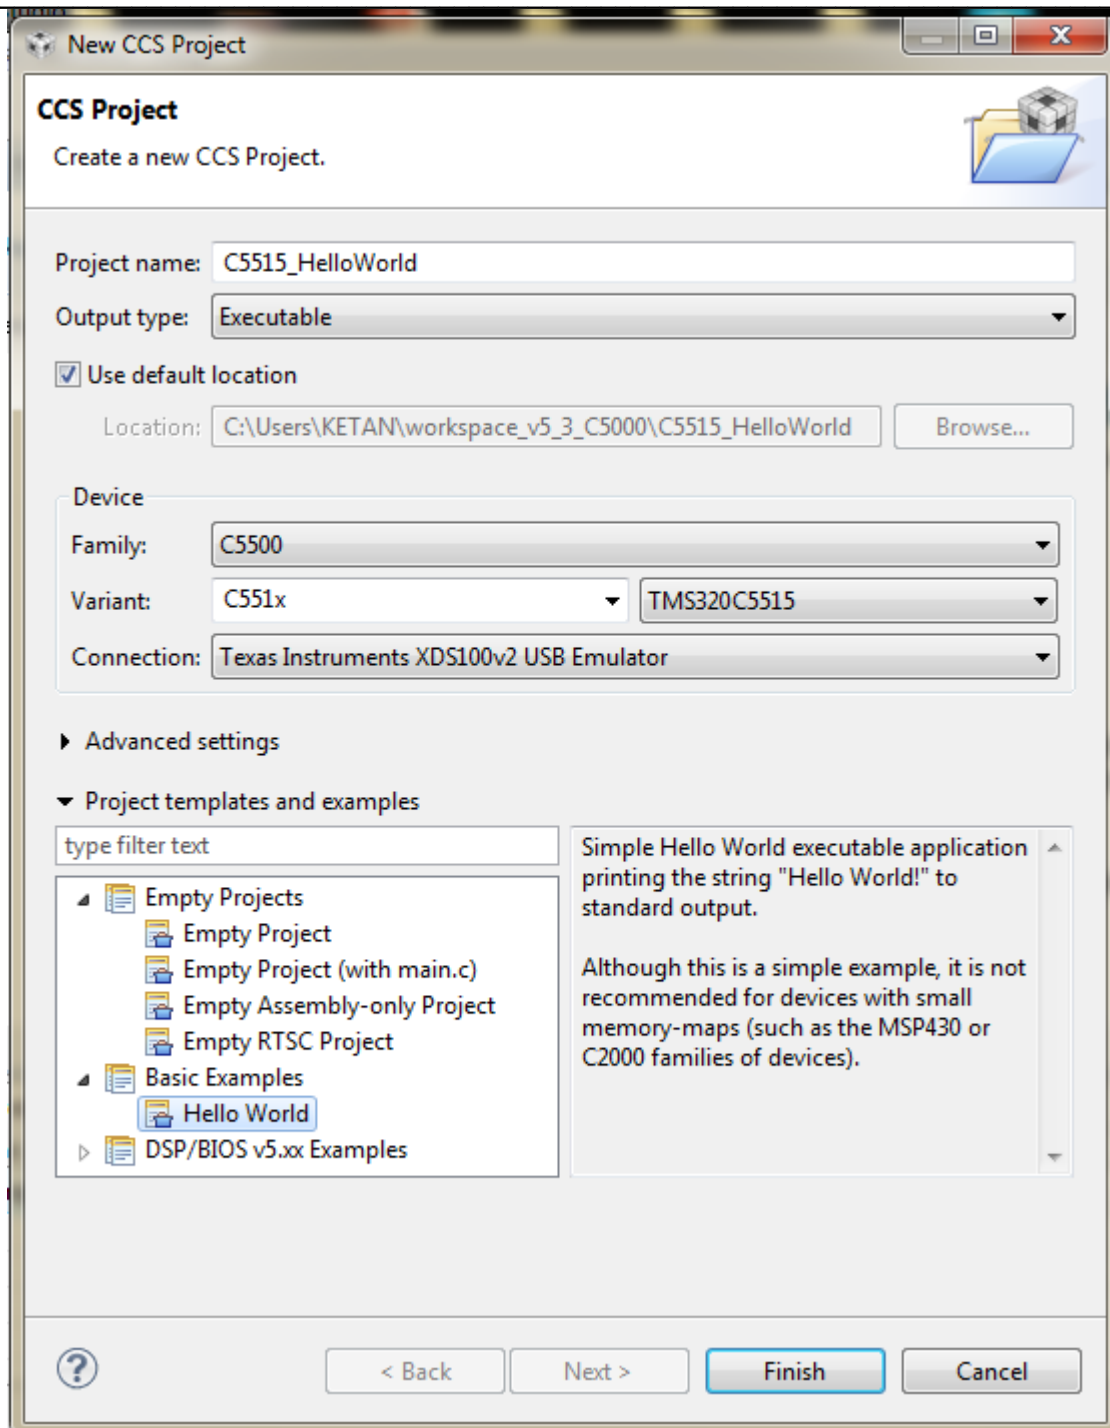 New CCS Project
CCS Project
Create a new CCS Project.
Project name: C5515_HelloWorld
Output type: Executable
Use default location
Location: C:\Users\KETAN\workspace_v5_3_C5000\C5515_HelloWorld Browse...
Device
Family: C5500
Variant: C551x TMS320C5515
Connection: Texas Instruments XDS100v2 USB Emulator
Advanced settings
Project templates and examples
type filter text
Empty Projects
Empty Project
Empty Project (with main.c)
Empty Assembly-only Project
Empty RTSC Project
Basic Examples
Hello World
DSP/BIOS v5.xx Examples
Simple Hello World executable application
printing the string "Hello World!" to
standard output.
Although this is a simple example, it is not
recommended for devices with small
memory-maps (such as the MSP430 or
C2000 families of devices).
? < Back Next > Finish Cancel